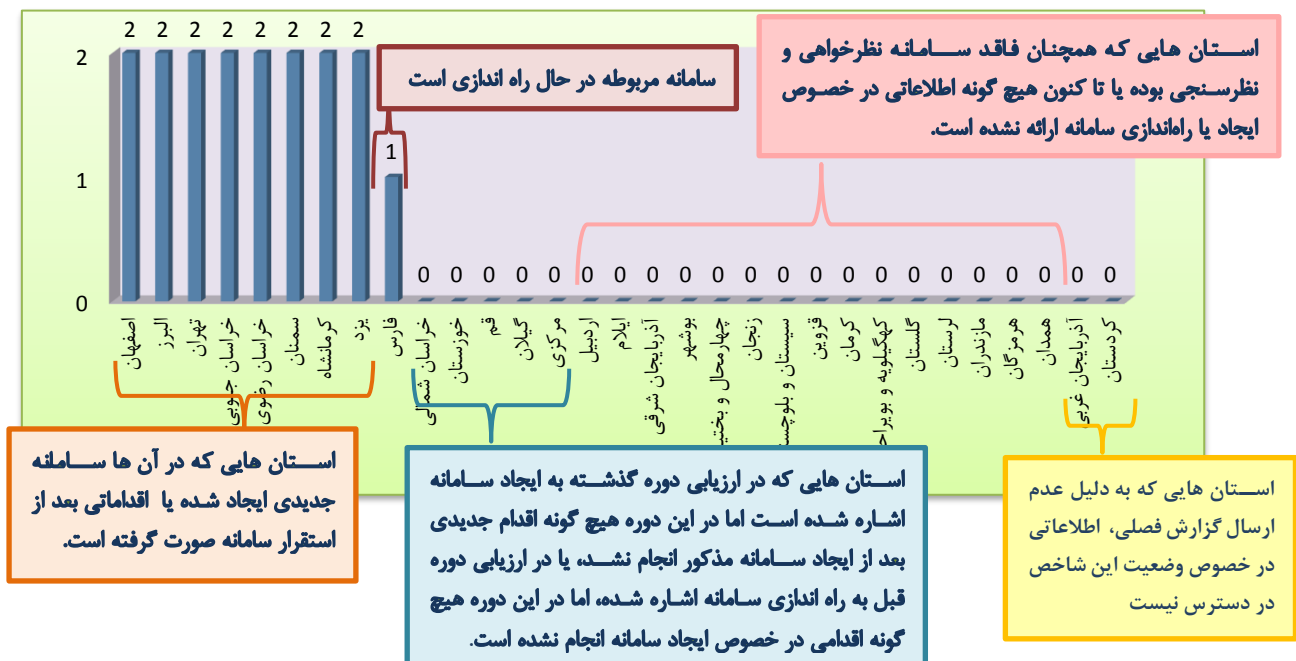 2 2 2 2 2 2 2 2
2
1
0
1
0 0 0 0 0 0 0 0 0 0 0 0 0 0 0 0 0 0 0 0 0 0
سامانه مربوطه در حال راه اندازی است
استان هایی که همچنان فاقد سامانه نظرخواهی و
نظرسنجی بوده یا تا کنون هیچ گونه اطلاعاتی در خصوص
ایجاد یا راه‌اندازی سامانه ارائه نشده است.
اصفهان
البرز
تهران
خراسان جنوبی
خراسان رضوی
سمنان
کرمانشاه
یزد
فارس
خراسان شمالی
خوزستان
قم
گیلان
مرکزی
اردبیل
ایلام
آذربایجان شرقی
بوشهر
چهارمحال و بختی
زنجان
سیستان و بلوچس
قزوین
کرمان
کهگیلویه و بویراح
گلستان
لرستان
مازندران
هرمزگان
همدان
آذربایجان غربی
کردستان
استان هایی که در آن ها سامانه
جدیدی ایجاد شده یا اقداماتی بعد از
استقرار سامانه صورت گرفته است.
استان هایی که در ارزیابی دوره گذشته به ایجاد سامانه
اشاره شده است اما در این دوره هیچ گونه اقدام جدیدی
بعد از ایجاد سامانه مذکور انجام نشد، یا در ارزیابی دوره
قبل به راه اندازی سامانه اشاره شده، اما در این دوره هیچ
گونه اقدامی در خصوص ایجاد سامانه انجام نشده است.
استان هایی که به دلیل عدم
ارسال گزارش فصلی، اطلاعاتی
در خصوص وضعیت این شاخص
در دسترس نیست